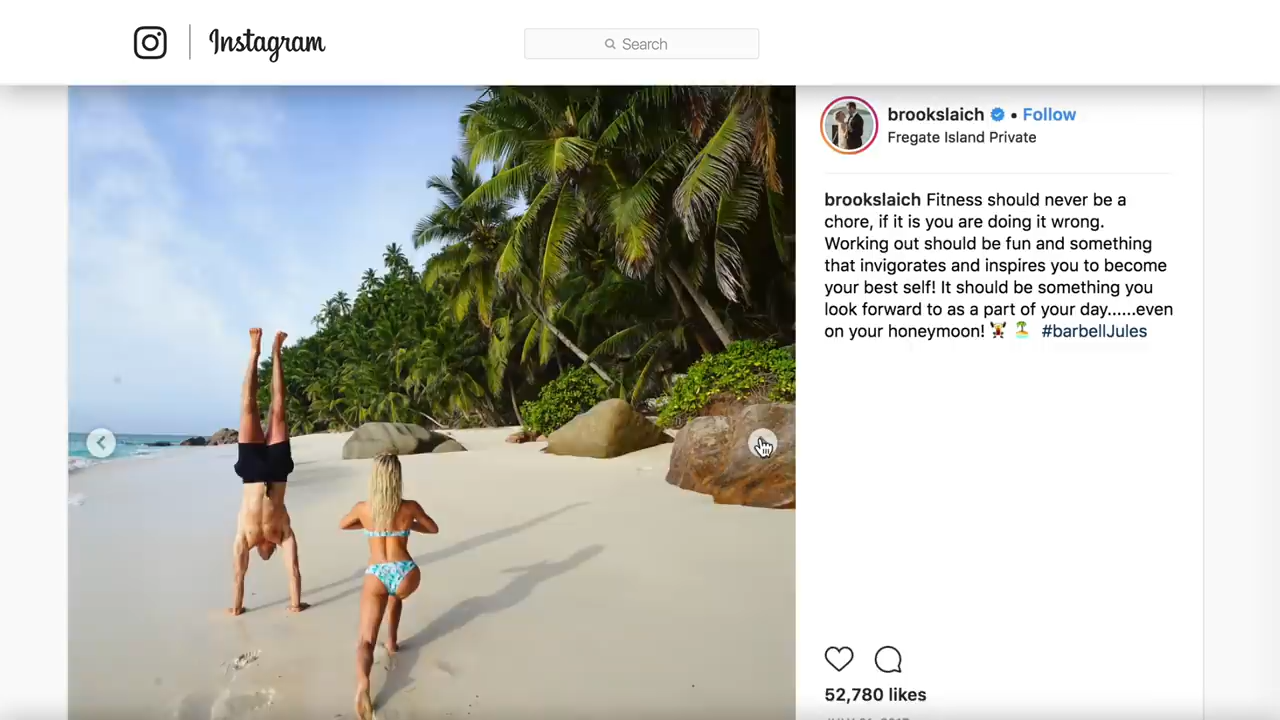 Instagram
Search
brookslaich • Follow
Fregate Island Private
brookslaich Fitness should never be a
chore, if it is you are doing it wrong.
Working out should be fun and something
that invigorates and inspires you to become
your best self! It should be something you
look forward to as a part of your day......even
on your honeymoon! 🏋️ 🏝️ #barbellJules
52,780 likes